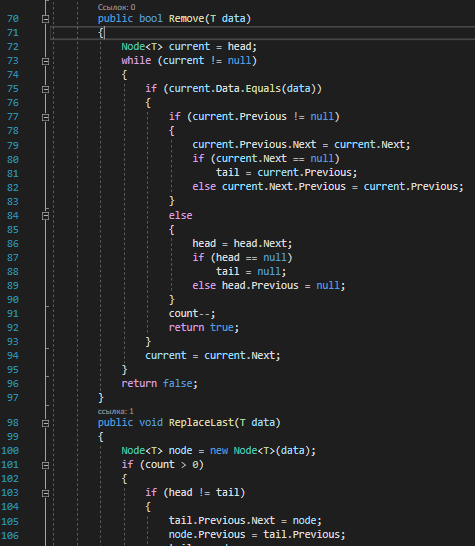 Ссылок: 0
70 public bool Remove(T data)
71 {
72 Node<T> current = head;
73 while (current != null)
74 {
75 if (current.Data.Equals(data))
76 {
77 if (current.Previous != null)
78 {
79 current.Previous.Next = current.Next;
80 if (current.Next == null)
81 tail = current.Previous;
82 else current.Next.Previous = current.Previous;
83 }
84 else
85 {
86 head = head.Next;
87 if (head == null)
88 tail = null;
89 else head.Previous = null;
90 }
91 count--;
92 return true;
93 }
94 current = current.Next;
95 }
96 return false;
97 }
ссылка: 1
98 public void ReplaceLast(T data)
99 {
100 Node<T> node = new Node<T>(data);
101 if (count > 0)
102 {
103 if (head != tail)
104 {
105 tail.Previous.Next = node;
106 node.Previous = tail.Previous;